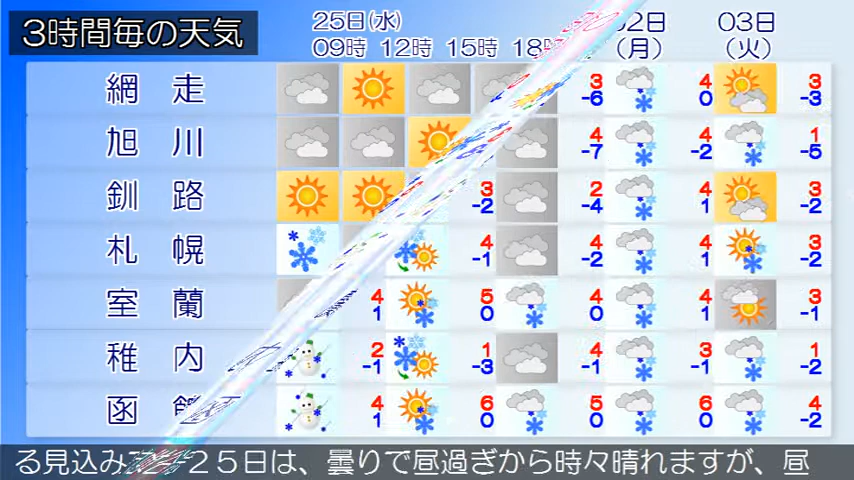 3時間毎の天気
25日(水)
09時 12時 15時 18時
02日 03日
(月) (火)
網走 3 -6 4 0 3 -3
旭川 4 -7 4 -2 1 -5
釧路 3 -2 2 -4 4 1 3 -2
札幌 4 -1 4 -2 4 1 3 -2
室蘭 4 1 5 0 4 0 4 1 3 -1
稚内 2 -1 1 -3 4 -1 3 -1 1 -2
函館 4 1 6 0 5 0 6 0 4 -2
る見込み 25日は、曇りで昼過ぎから時々晴れますが、昼